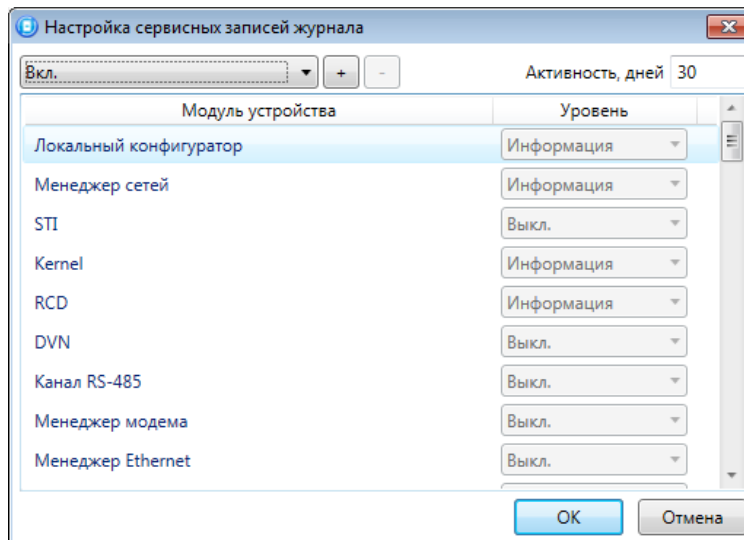 Настройка сервисных записей журнала
Вкл. + - Активность, дней 30
Модуль устройства Уровень
Локальный конфигуратор Информация
Менеджер сетей Информация
STI Выкл.
Kernel Информация
RCD Информация
DVN Выкл.
Канал RS-485 Выкл.
Менеджер модема Выкл.
Менеджер Ethernet Выкл.
OK Отмена